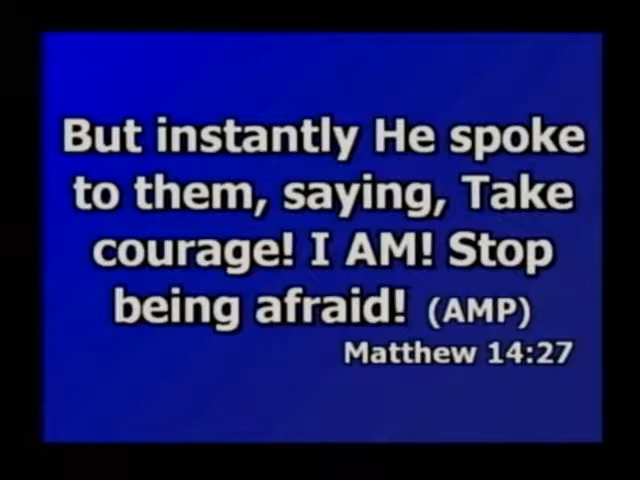 But instantly He spoke
to them, saying, Take
courage! I AM! Stop
being afraid! (AMP)
Matthew 14:27